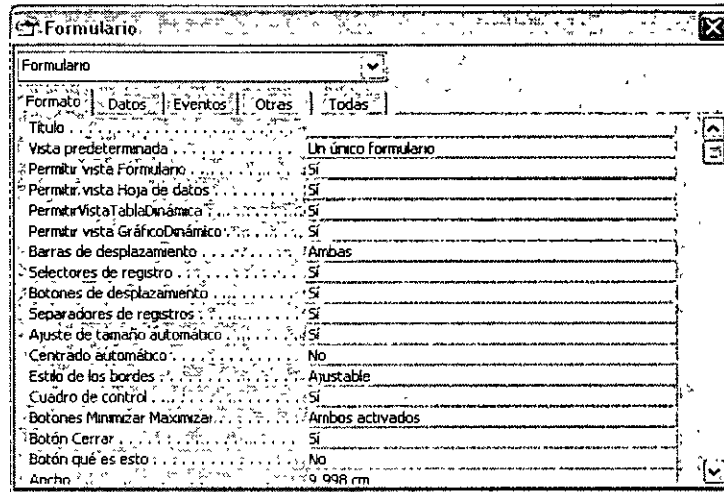 Formulario
Formulario
Formato Datos Eventos Otras Todas
Título
Vista predeterminada Un único formulario
Permitir vista Formulario Sí
Permitir vista Hoja de datos Sí
PermitirVistaTablaDinámica Sí
Permitir vista GráficoDinámico Sí
Barras de desplazamiento Ambas
Selectores de registro Sí
Botones de desplazamiento Sí
Separadores de registros Sí
Ajuste de tamaño automático Sí
Centrado automático No
Estilo de los bordes Ajustable
Cuadro de control Sí
Botones Minimizar Maximizar Ambos activados
Botón Cerrar Sí
Botón qué es esto No
Ancho 9,998 cm